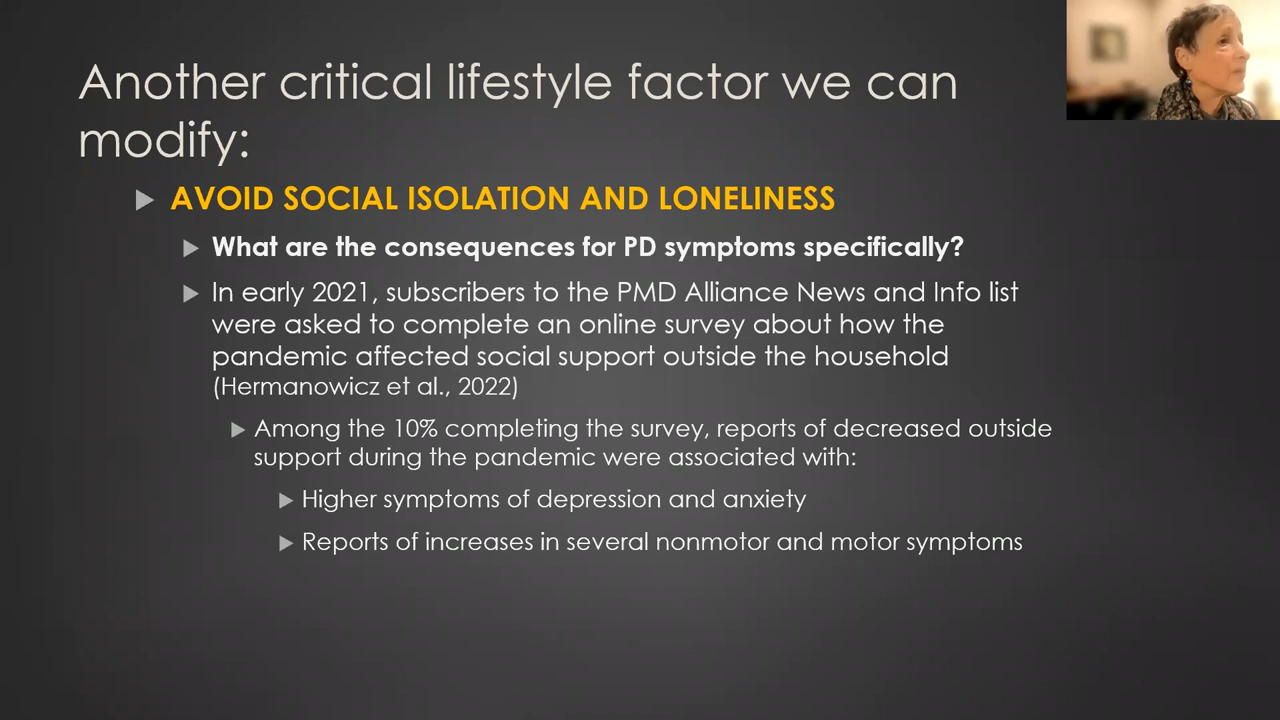 Another critical lifestyle factor we can
modify:
AVOID SOCIAL ISOLATION AND LONELINESS
What are the consequences for PD symptoms specifically?
In early 2021, subscribers to the PMD Alliance News and Info list
were asked to complete an online survey about how the
pandemic affected social support outside the household
(Hermanowicz et al., 2022)
Among the 10% completing the survey, reports of decreased outside
support during the pandemic were associated with:
Higher symptoms of depression and anxiety
Reports of increases in several nonmotor and motor symptoms